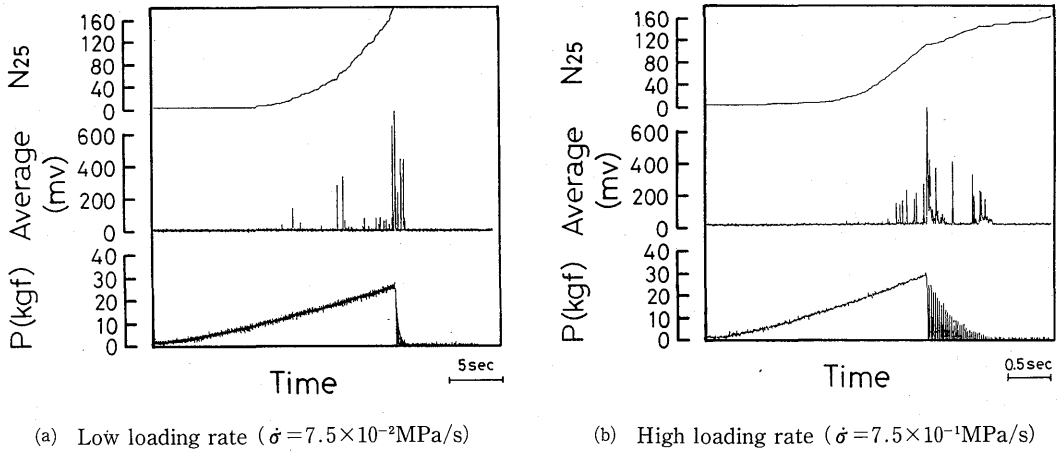 N25
160
120
80
40
0
Average (mv)
600
400
200
0
P(kgf)
40
30
20
10
0
Time
5sec
(a) Low loading rate (σ̇=7.5×10⁻²MPa/s)
N25
160
120
80
40
0
Average (mv)
600
400
200
0
P(kgf)
40
30
20
10
0
Time
0.5sec
(b) High loading rate (σ̇=7.5×10⁻¹MPa/s)